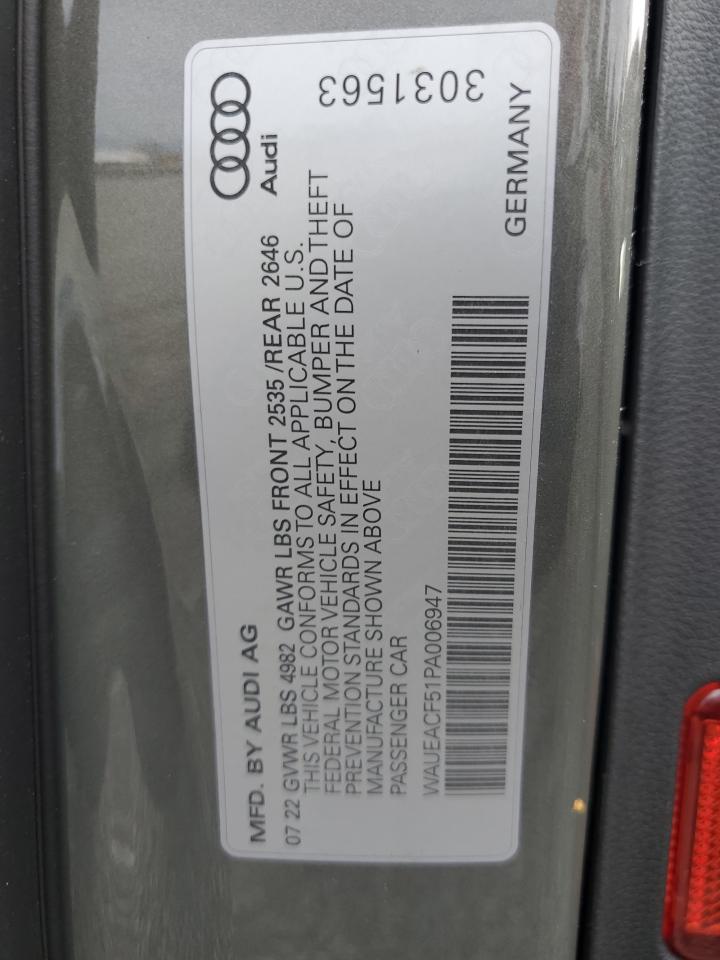 MFD. BY AUDI AG
07 22 GVWR LBS 4982 GAWR LBS FRONT 2535 /REAR 2646
THIS VEHICLE CONFORMS TO ALL APPLICABLE U.S.
FEDERAL MOTOR VEHICLE SAFETY, BUMPER AND THEFT
PREVENTION STANDARDS IN EFFECT ON THE DATE OF
MANUFACTURE SHOWN ABOVE
PASSENGER CAR
WAUEACF51PA006947
Audi
3031563
GERMANY